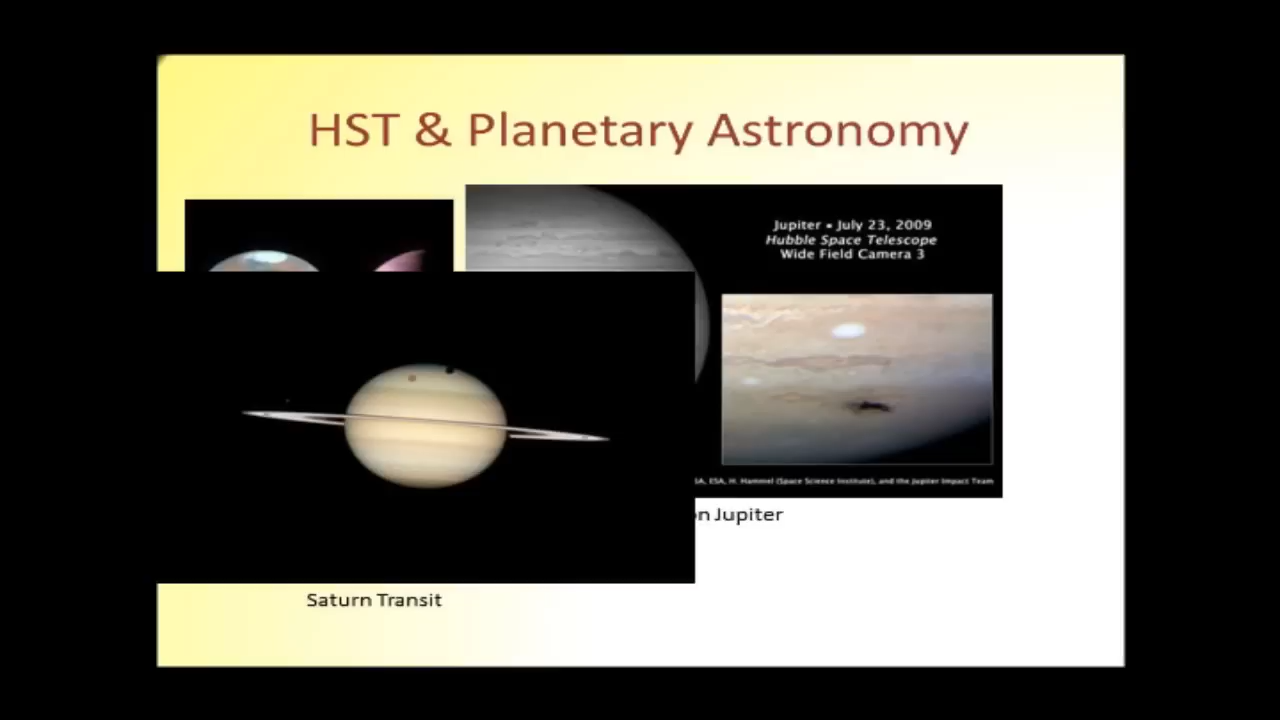 HST & Planetary Astronomy
Jupiter • July 23, 2009
Hubble Space Telescope
Wide Field Camera 3
ESA, H. Hammel (Space Science Institute), and the Jupiter Impact Team
on Jupiter
Saturn Transit